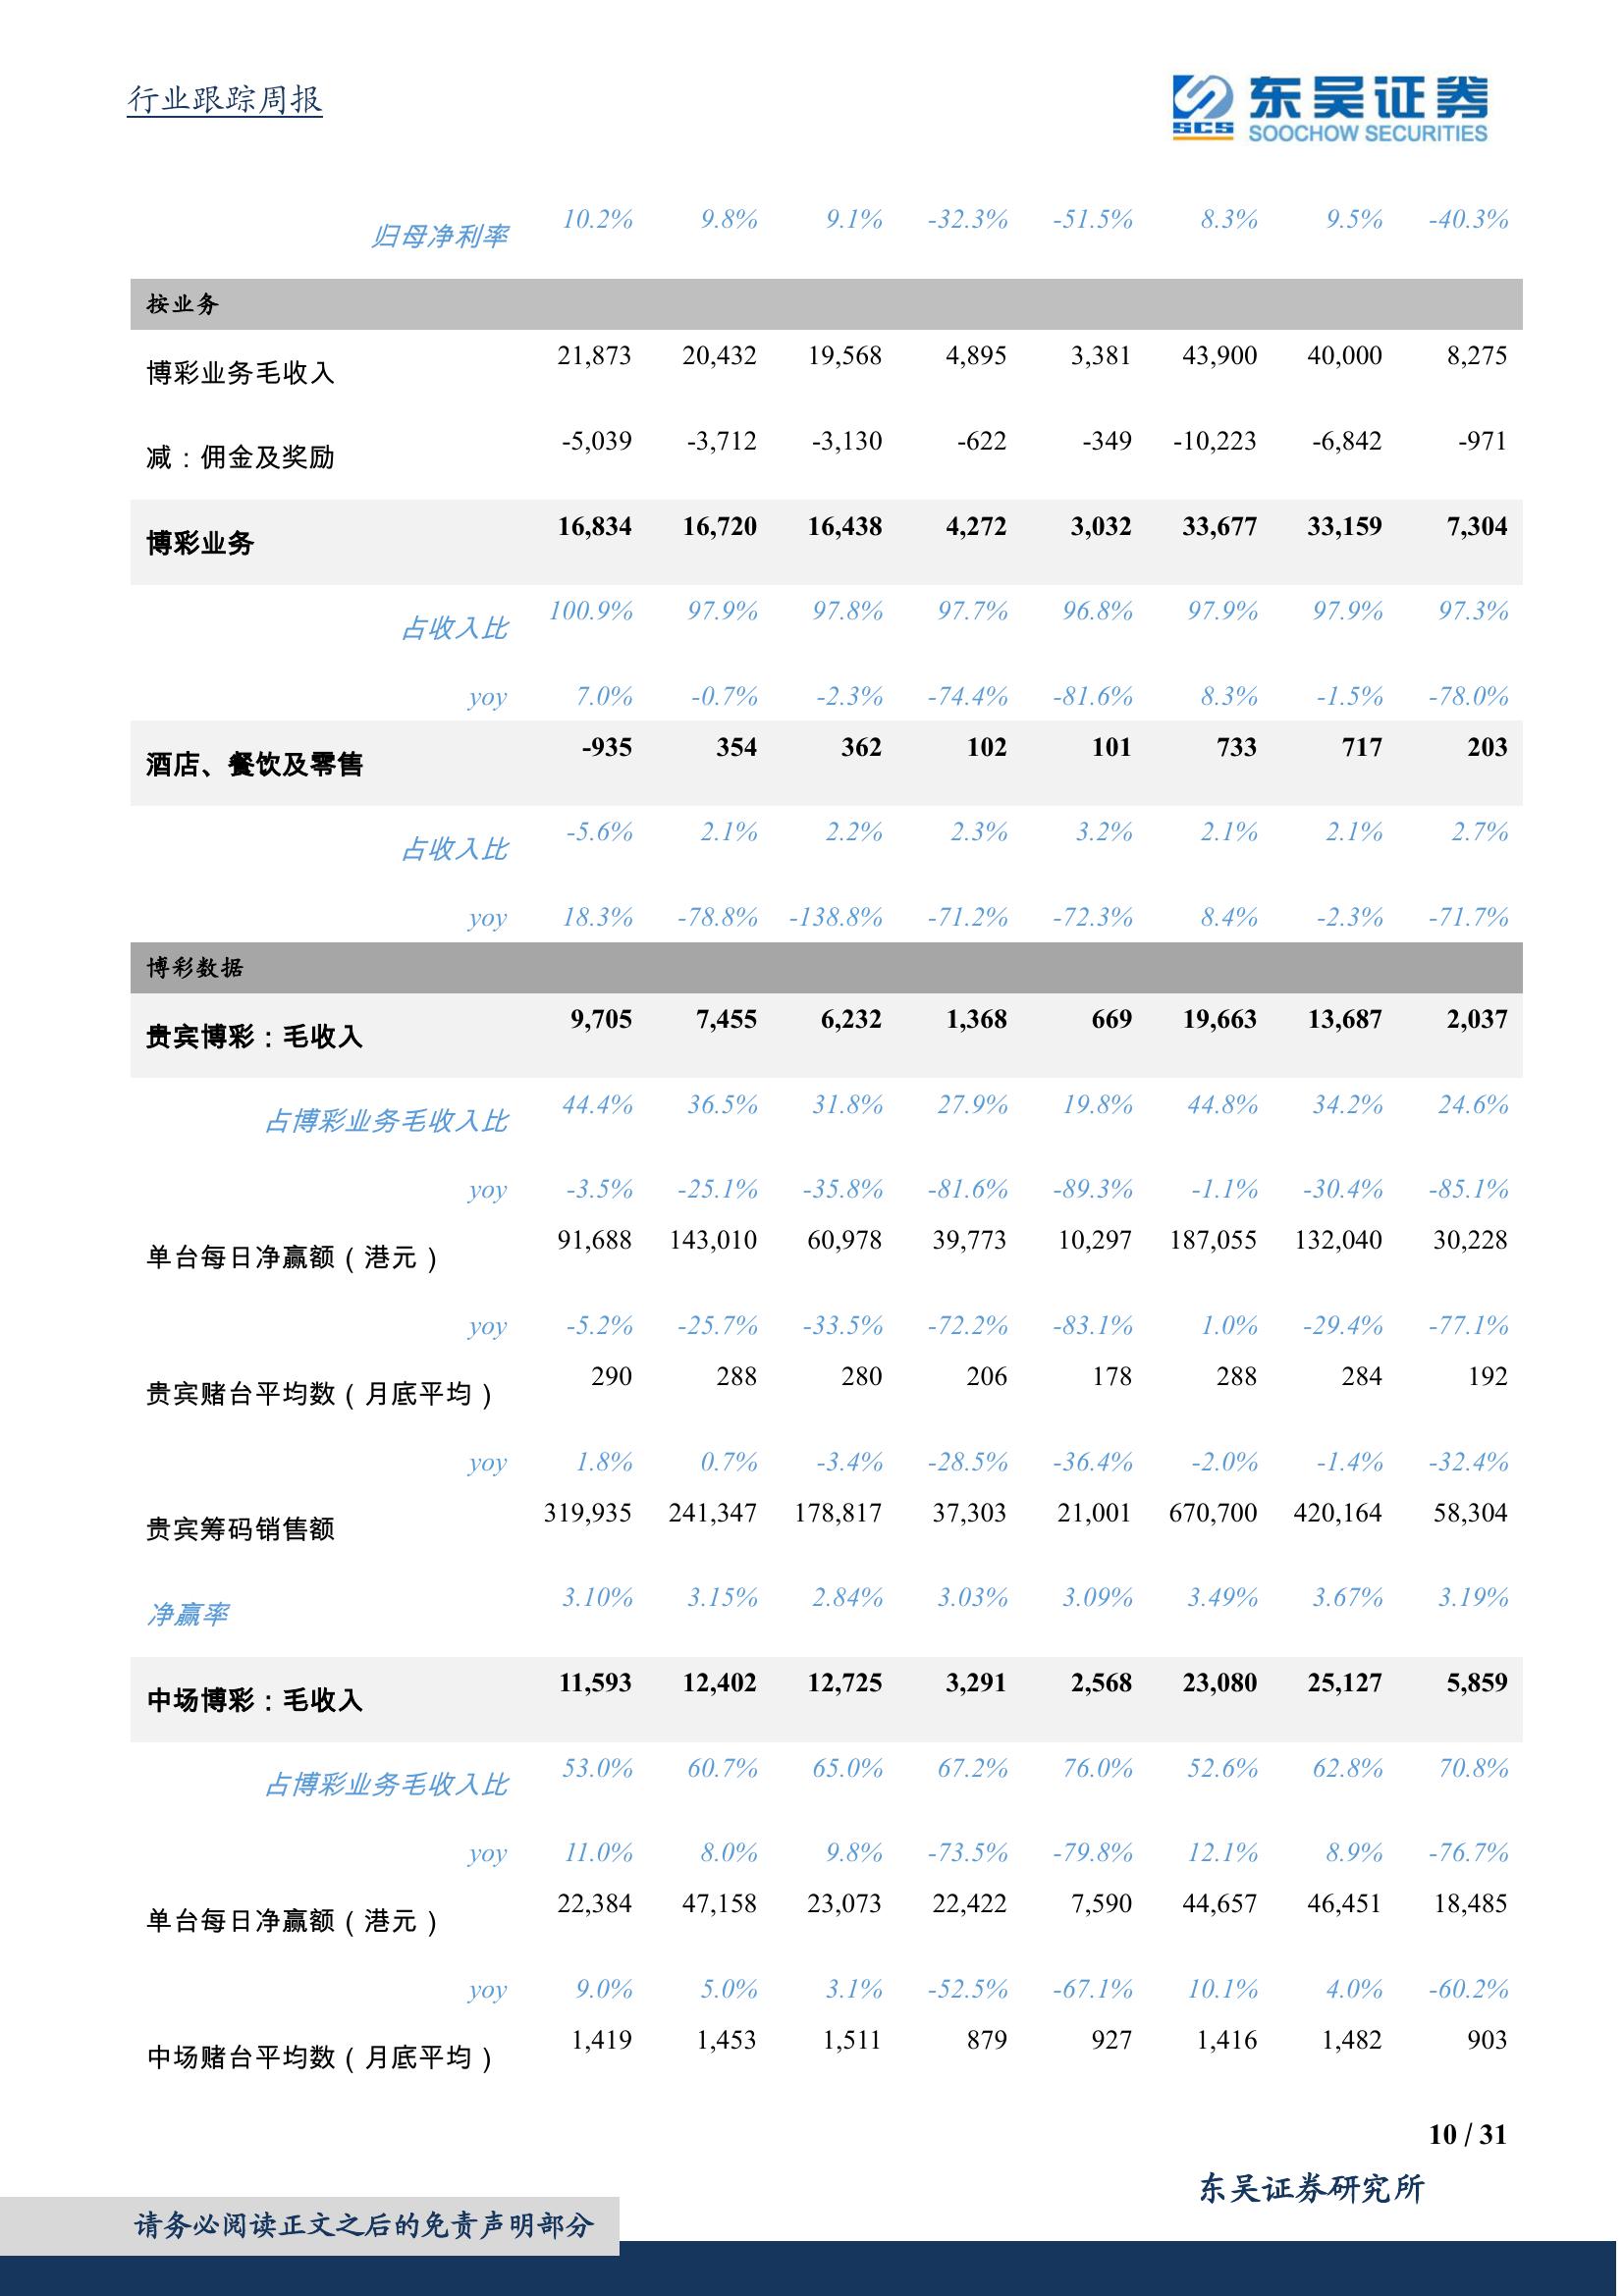 行业跟踪周报
SCS
东吴证券
SOOCHOW SECURITIES
归母净利率 10.2% 9.8% 9.1% -32.3% -51.5% 8.3% 9.5% -40.3%
按业务
博彩业务毛收入 21,873 20,432 19,568 4,895 3,381 43,900 40,000 8,275
减：佣金及奖励 -5,039 -3,712 -3,130 -622 -349 -10,223 -6,842 -971
博彩业务 16,834 16,720 16,438 4,272 3,032 33,677 33,159 7,304
占收入比 100.9% 97.9% 97.8% 97.7% 96.8% 97.9% 97.9% 97.3%
yoy 7.0% -0.7% -2.3% -74.4% -81.6% 8.3% -1.5% -78.0%
酒店、餐饮及零售 -935 354 362 102 101 733 717 203
占收入比 -5.6% 2.1% 2.2% 2.3% 3.2% 2.1% 2.1% 2.7%
yoy 18.3% -78.8% -138.8% -71.2% -72.3% 8.4% -2.3% -71.7%
博彩数据
贵宾博彩：毛收入 9,705 7,455 6,232 1,368 669 19,663 13,687 2,037
占博彩业务毛收入比 44.4% 36.5% 31.8% 27.9% 19.8% 44.8% 34.2% 24.6%
yoy -3.5% -25.1% -35.8% -81.6% -89.3% -1.1% -30.4% -85.1%
单台每日净赢额（港元） 91,688 143,010 60,978 39,773 10,297 187,055 132,040 30,228
yoy -5.2% -25.7% -33.5% -72.2% -83.1% 1.0% -29.4% -77.1%
贵宾赌台平均数（月底平均） 290 288 280 206 178 288 284 192
yoy 1.8% 0.7% -3.4% -28.5% -36.4% -2.0% -1.4% -32.4%
贵宾筹码销售额 319,935 241,347 178,817 37,303 21,001 670,700 420,164 58,304
净赢率 3.10% 3.15% 2.84% 3.03% 3.09% 3.49% 3.67% 3.19%
中场博彩：毛收入 11,593 12,402 12,725 3,291 2,568 23,080 25,127 5,859
占博彩业务毛收入比 53.0% 60.7% 65.0% 67.2% 76.0% 52.6% 62.8% 70.8%
yoy 11.0% 8.0% 9.8% -73.5% -79.8% 12.1% 8.9% -76.7%
单台每日净赢额（港元） 22,384 47,158 23,073 22,422 7,590 44,657 46,451 18,485
yoy 9.0% 5.0% 3.1% -52.5% -67.1% 10.1% 4.0% -60.2%
中场赌台平均数（月底平均） 1,419 1,453 1,511 879 927 1,416 1,482 903
10 / 31
东吴证券研究所
请务必阅读正文之后的免责声明部分